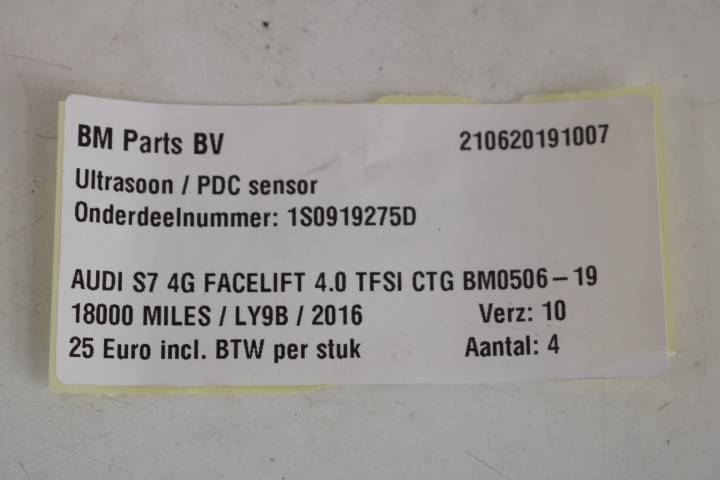 BM Parts BV 210620191007
Ultrasoon / PDC sensor
Onderdeelnummer: 1S0919275D
AUDI S7 4G FACELIFT 4.0 TFSI CTG BM0506-19
18000 MILES / LY9B / 2016 Verz: 10
25 Euro incl. BTW per stuk Aantal: 4